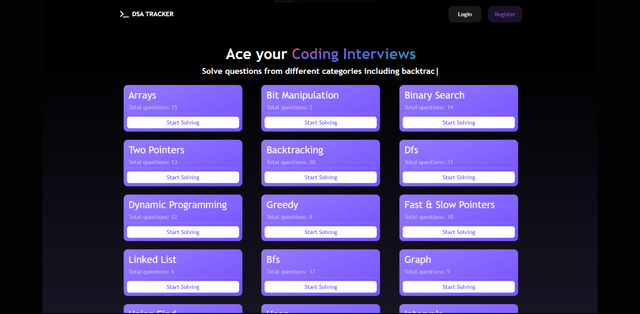 DSA TRACKER
Login
Register
Ace your Coding Interviews
Solve questions from different categories including backtrac|
Arrays
Total questions: 15
Start Solving
Bit Manipulation
Total questions: 3
Start Solving
Binary Search
Total questions: 14
Start Solving
Two Pointers
Total questions: 13
Start Solving
Backtracking
Total questions: 20
Start Solving
Dfs
Total questions: 31
Start Solving
Dynamic Programming
Total questions: 22
Start Solving
Greedy
Total questions: 8
Start Solving
Fast & Slow Pointers
Total questions: 10
Start Solving
Linked List
Total questions: 6
Start Solving
Bfs
Total questions: 17
Start Solving
Graph
Total questions: 9
Start Solving